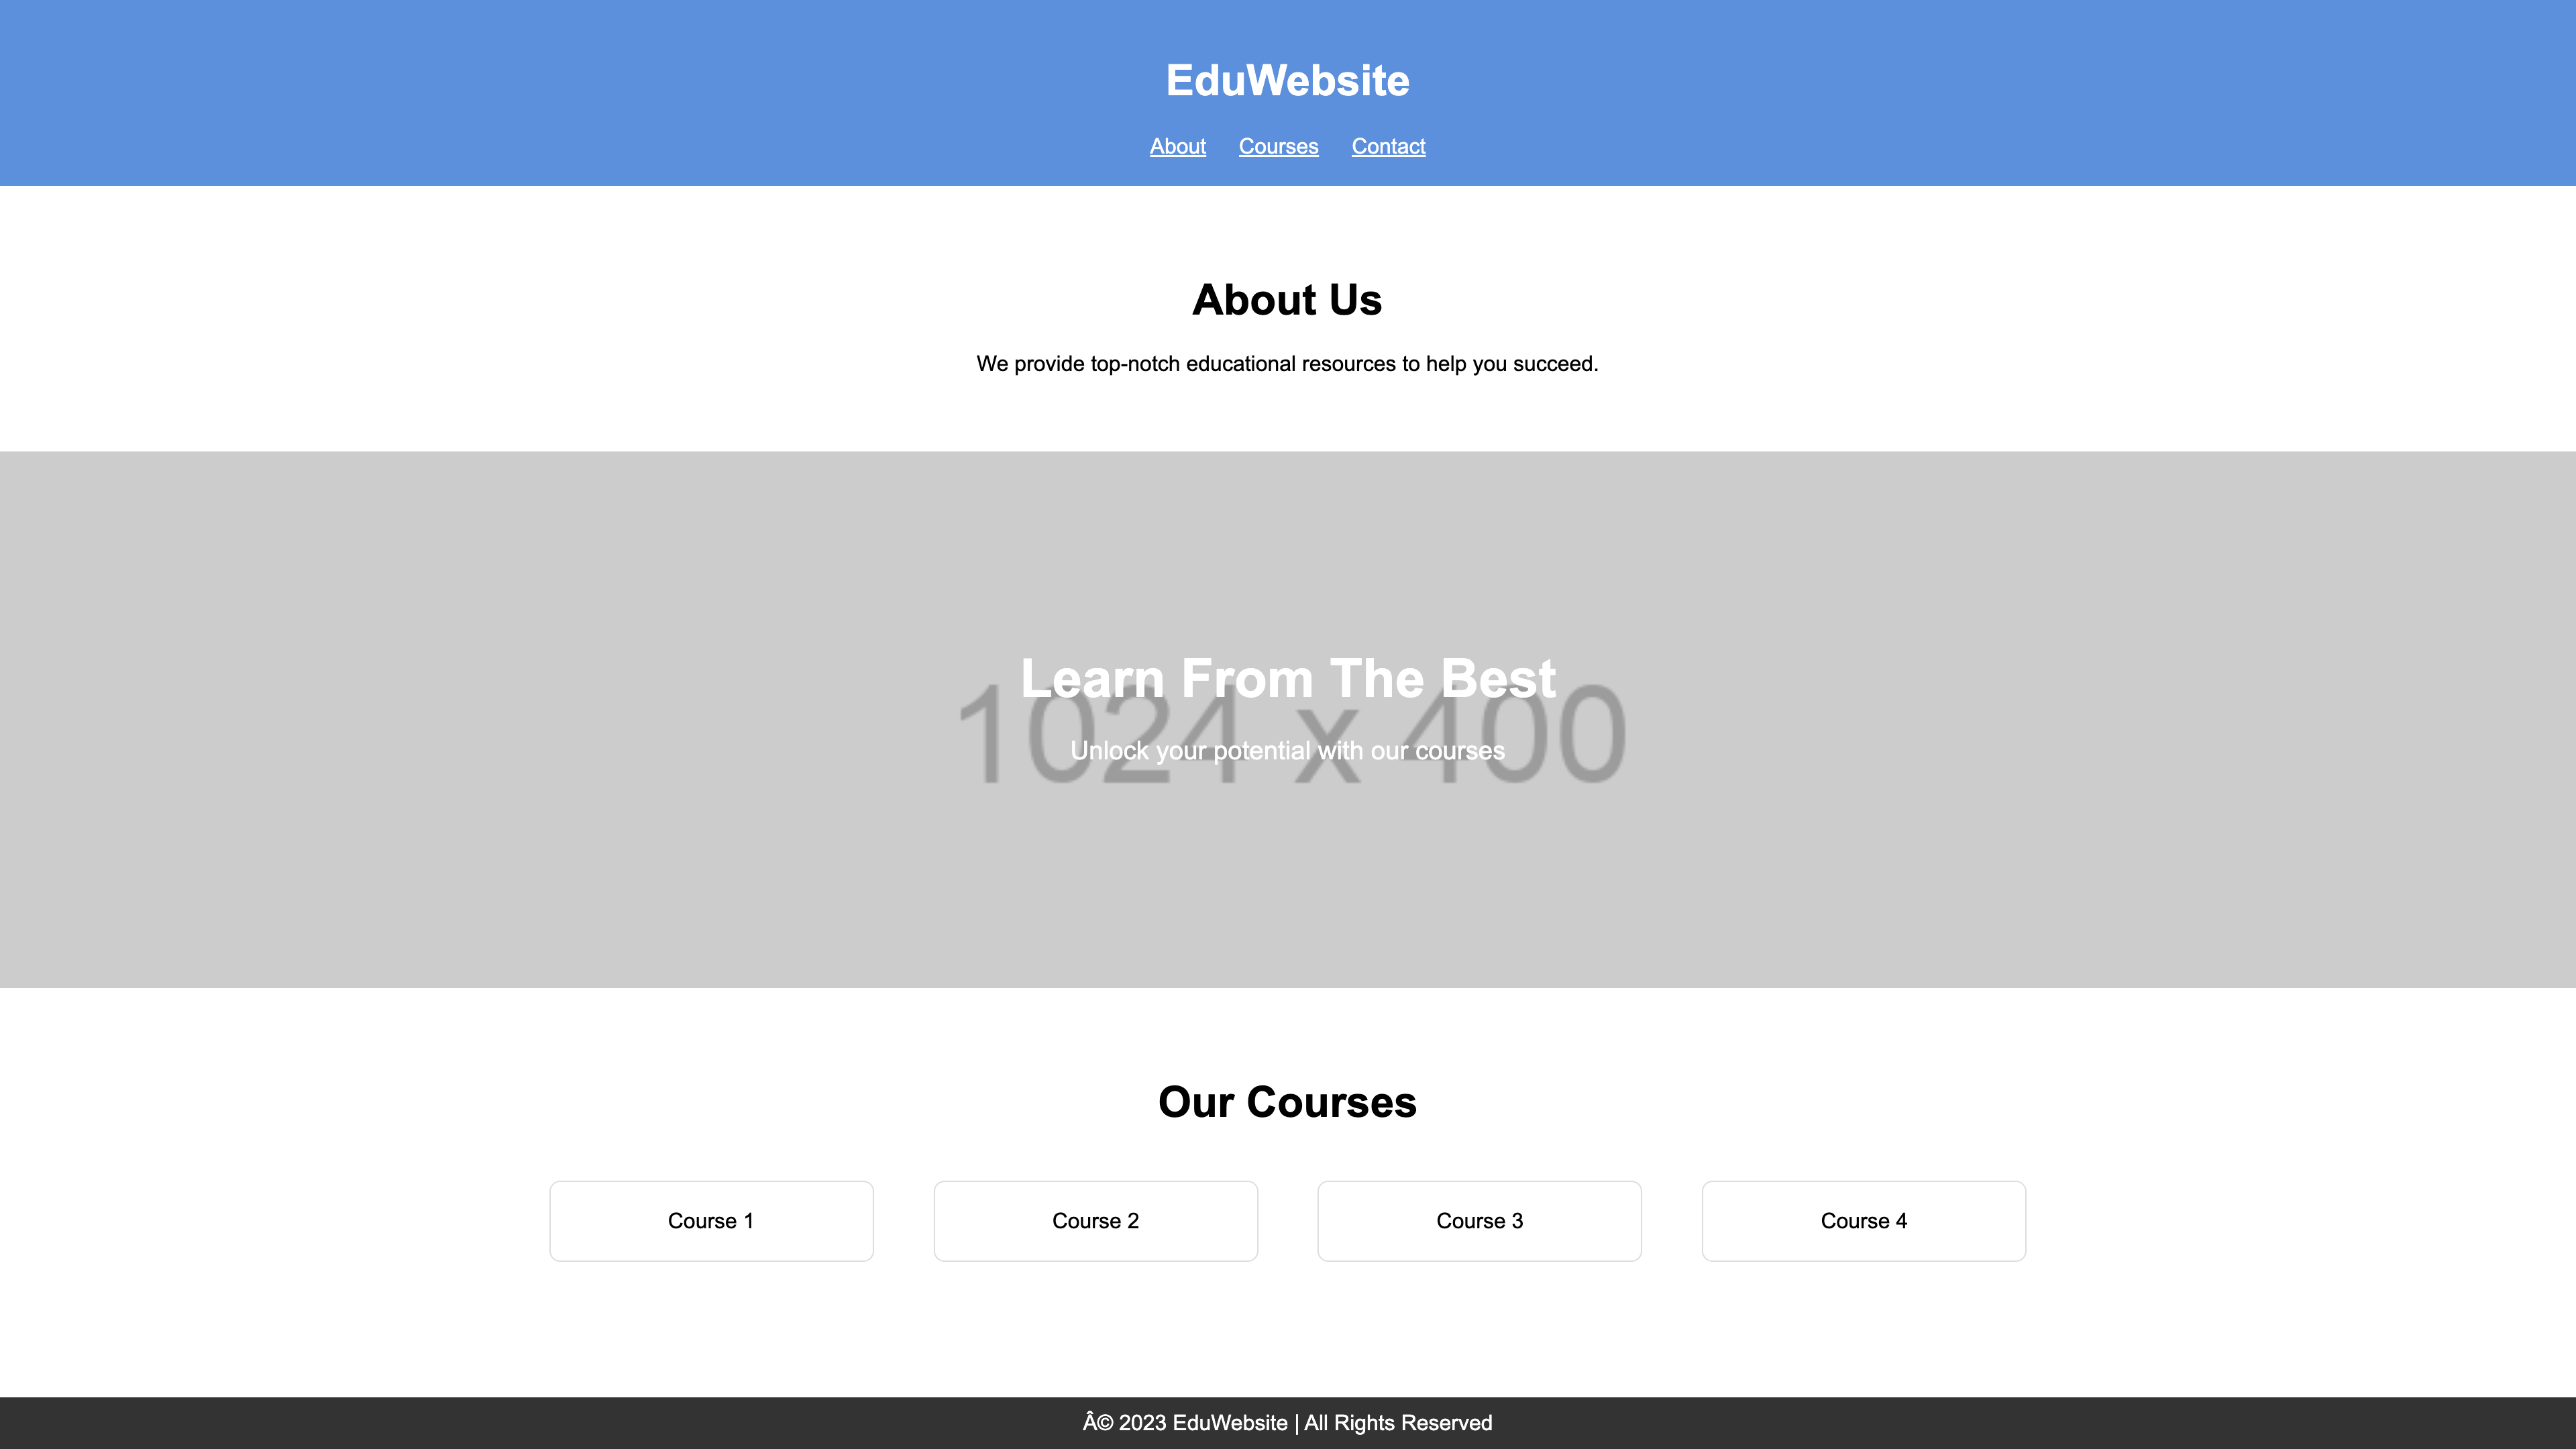 EduWebsite
About Courses Contact
About Us
We provide top-notch educational resources to help you succeed.
Learn From The Best
1024 x 400
Unlock your potential with our courses
Our Courses
Course 1 Course 2 Course 3 Course 4
Â© 2023 EduWebsite | All Rights Reserved